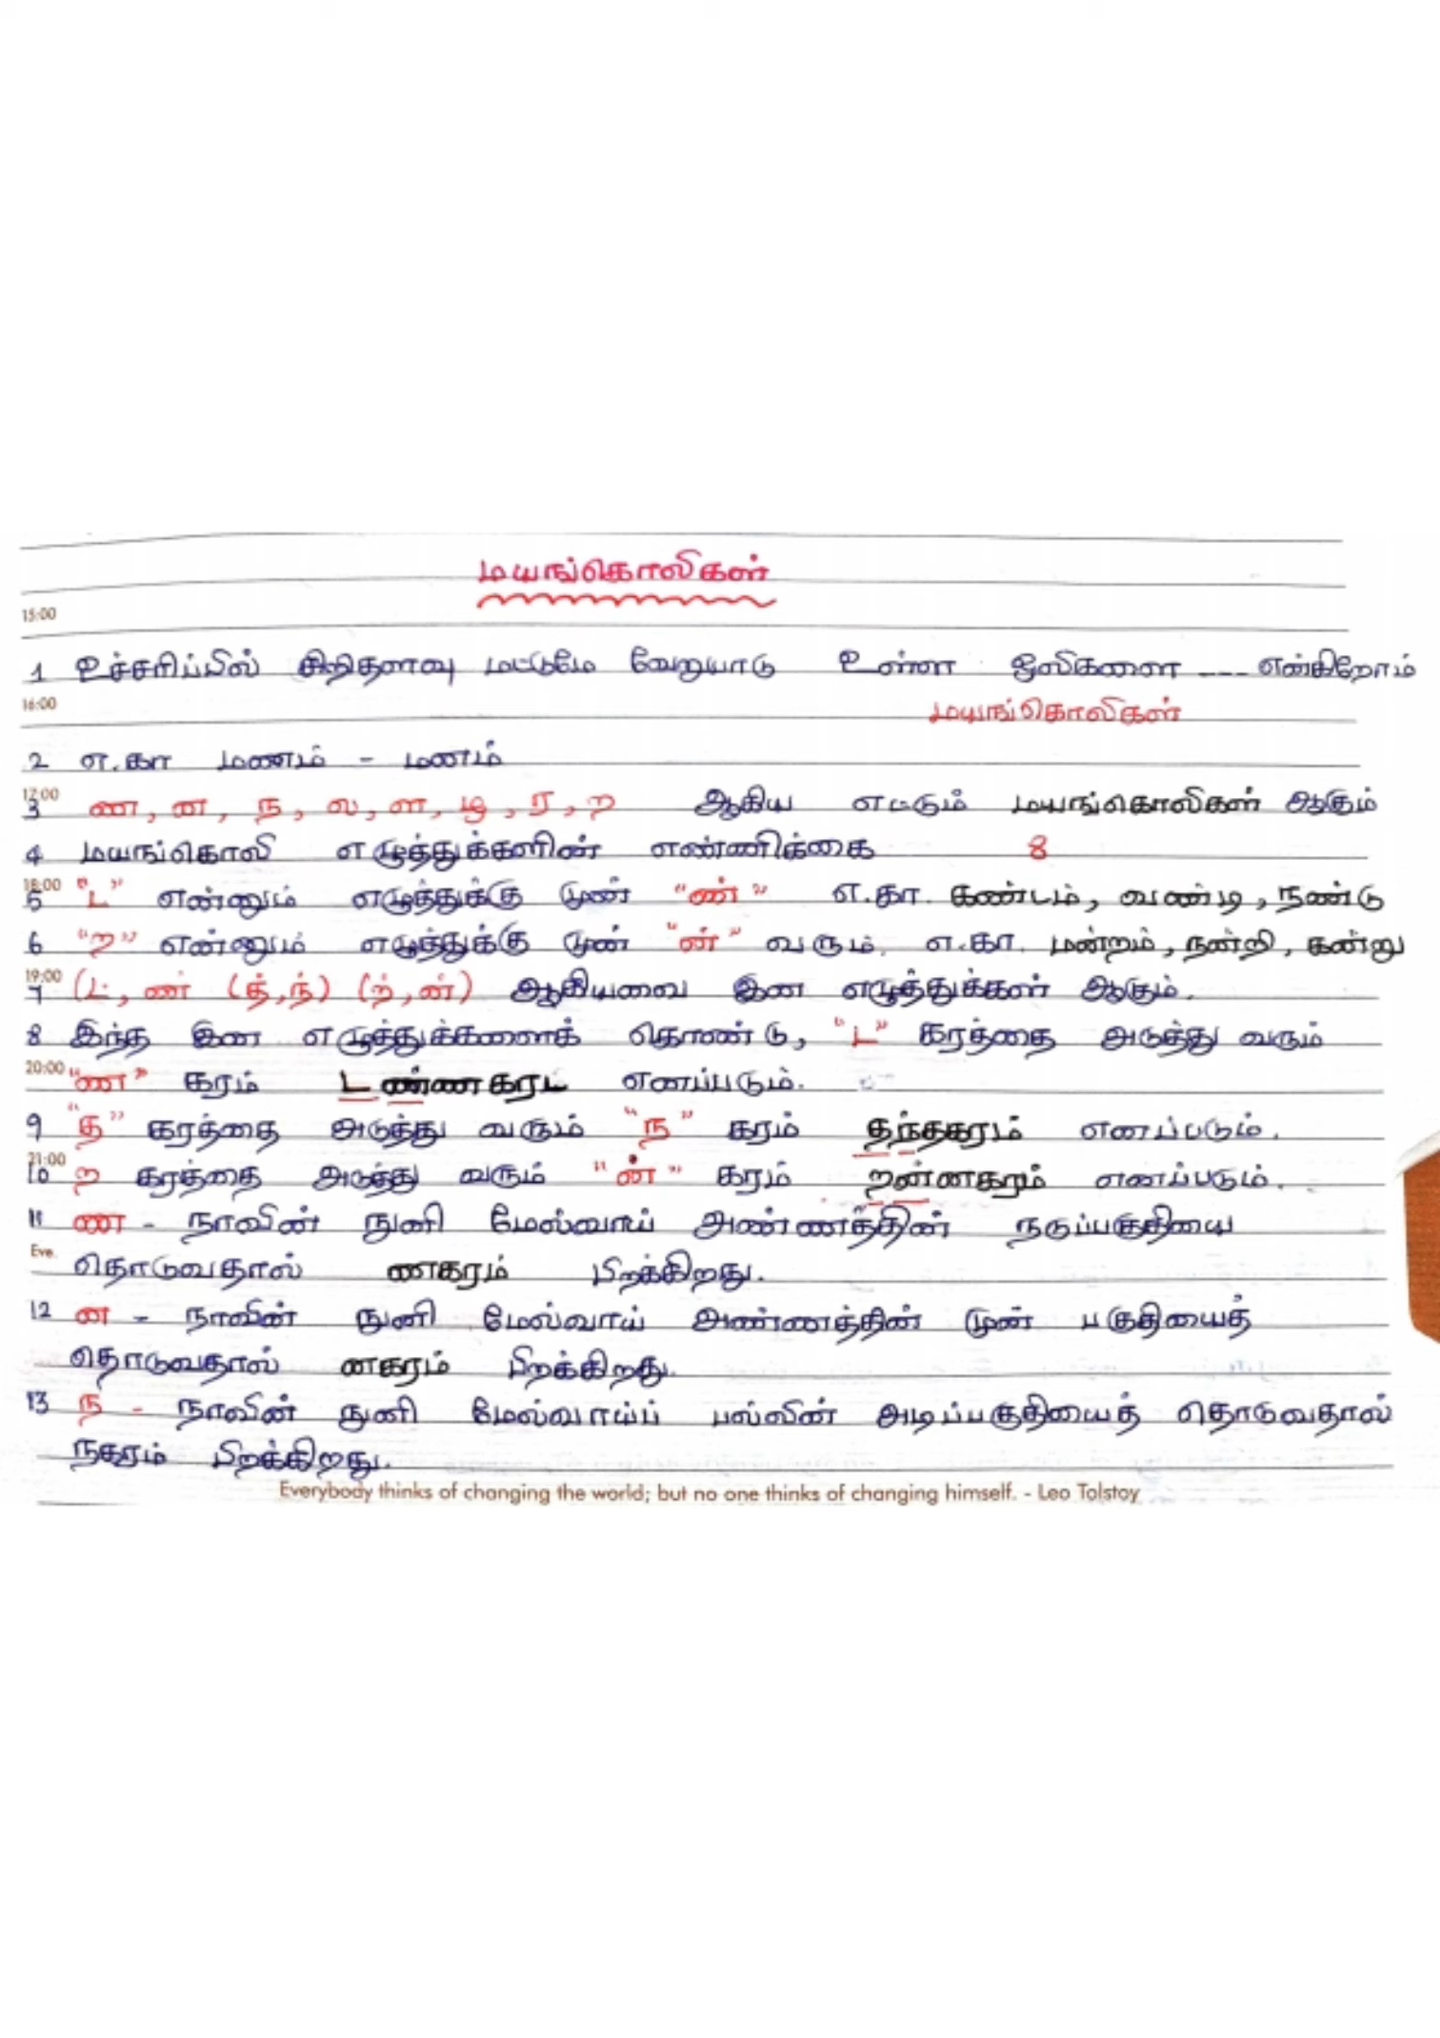 மயங்கொலிகள்
15:00
1 உச்சரிப்பில் சிறிதளவு மட்டுமே வேறுபாடு உள்ள ஒலிகளை --- என்கிறோம்
16:00 மயங்கொலிகள்
2 எ.கா மணம் - மனம்
17:00
3 ண, ன, ந, ல, ள, ழ, ர, ற ஆகிய எட்டும் மயங்கொலிகள் ஆகும்
4 மயங்கொலி எழுத்துக்களின் எண்ணிக்கை 8
18:00
5 "ட" என்னும் எழுத்துக்கு முன் "ண்" எ.கா. கண்டம், வண்டி, நண்டு
6 "ற" என்னும் எழுத்துக்கு முன் "ன்" வரும். எ.கா. மன்றம், நன்றி, கன்று
19:00
7 (ட், ண் (த், ந்) (ற், ன்) ஆகியவை இன எழுத்துக்கள் ஆகும்.
8 இந்த இன எழுத்துக்களைக் கொண்டு, "ட" கரத்தை அடுத்து வரும்
20:00 "ண" கரம் டண்ணகரம் எனப்படும்.
9 "த" கரத்தை அடுத்து வரும் "ந" கரம் தந்தகரம் எனப்படும்.
21:00
10 ற கரத்தை அடுத்து வரும் "ன்" கரம் றன்னகரம் எனப்படும்.
11 ண - நாவின் நுனி மேல்வாய் அண்ணத்தின் நடுப்பகுதியை
Eve. தொடுவதால் ணகரம் பிறக்கிறது.
12 ன - நாவின் நுனி மேல்வாய் அண்ணத்தின் முன் பகுதியைத்
தொடுவதால் னகரம் பிறக்கிறது.
13 ந - நாவின் நுனி மேல்வாய்ப் பல்லின் அடிப்பகுதியைத் தொடுவதால்
நகரம் பிறக்கிறது.
Everybody thinks of changing the world; but no one thinks of changing himself. - Leo Tolstoy